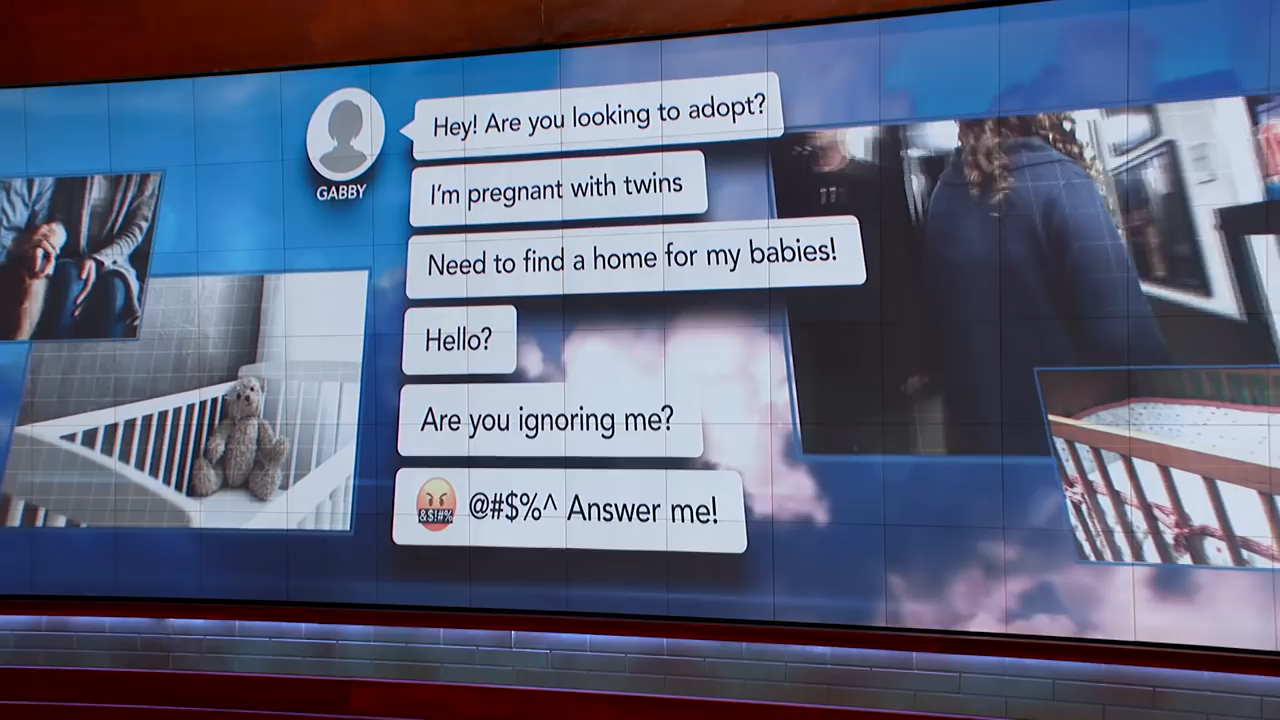 Hey! Are you looking to adopt?
GABBY
I'm pregnant with twins
Need to find a home for my babies!
Hello?
Are you ignoring me?
&$!#% @#$%^ Answer me!